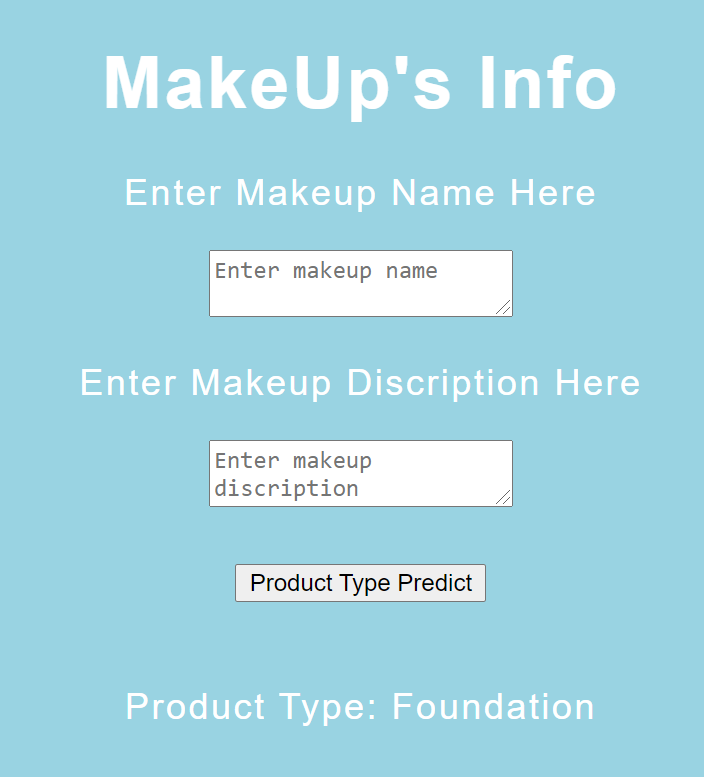 MakeUp's Info
Enter Makeup Name Here
Enter makeup name
Enter Makeup Discription Here
Enter makeup
discription
Product Type Predict
Product Type: Foundation